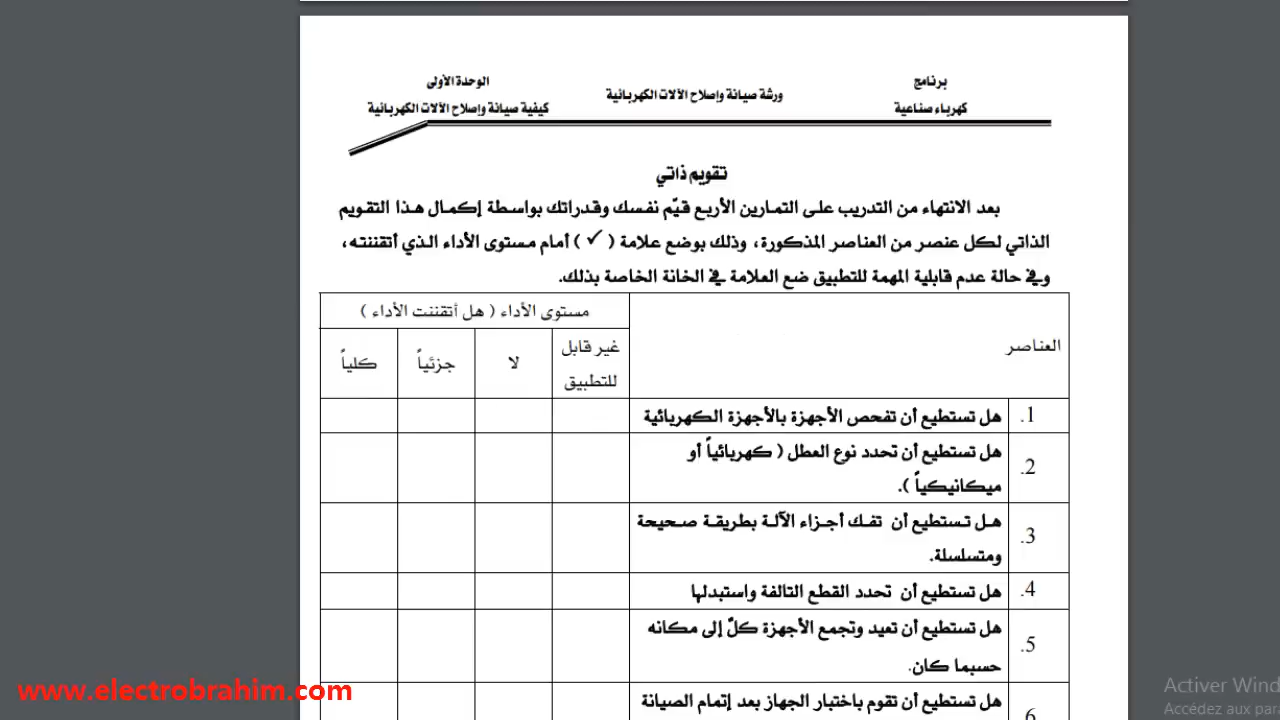 برنامج
كهرباء صناعية
ورشة صيانة وإصلاح الآلات الكهربائية
الوحدة الأولى
كيفية صيانة وإصلاح الآلات الكهربائية
تقويم ذاتي
بعد الانتهاء من التدريب على التمارين الأربع قيّم نفسك وقدراتك بواسطة إكمال هذا التقويم
الذاتي لكل عنصر من العناصر المذكورة، وذلك بوضع علامة ( ✓ ) أمام مستوى الأداء الذي أتقنته،
وفي حالة عدم قابلية المهمة للتطبيق ضع العلامة في الخانة الخاصة بذلك.
العناصر
مستوى الأداء ( هل أتقننت الأداء )
غير قابل
للتطبيق
لا
جزئياً
كلياً
1. هل تستطيع أن تفحص الأجهزة بالأجهزة الكهربائية
2. هل تستطيع أن تحدد نوع العطل ( كهربائياً أو
ميكانيكياً ).
3. هل تستطيع أن تفك أجزاء الآلة بطريقة صحيحة
ومتسلسلة.
4. هل تستطيع أن تحدد القطع التالفة واستبدلها
5. هل تستطيع أن تعيد وتجمع الأجهزة كلٌ إلى مكانه
حسبما كان.
6 هل تستطيع أن تقوم باختبار الجهاز بعد إتمام الصيانة
www.electrobrahim.com
Activer Wind
Accédez aux par